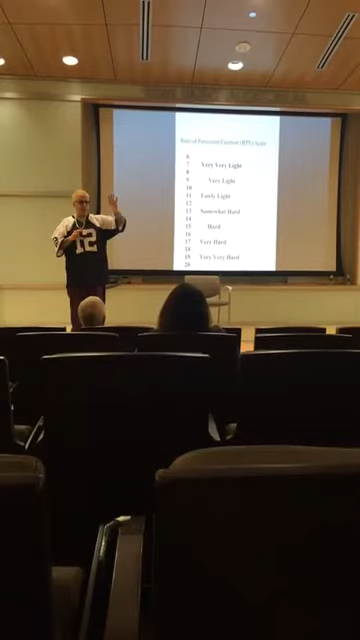 Rate of Perceived Exertion (RPE) Scale
6
7 Very Very Light
8
9 Very Light
10
11 Fairly Light
12
13 Somewhat Hard
14
15 Hard
16
17 Very Hard
18
19 Very Very Hard
20
12